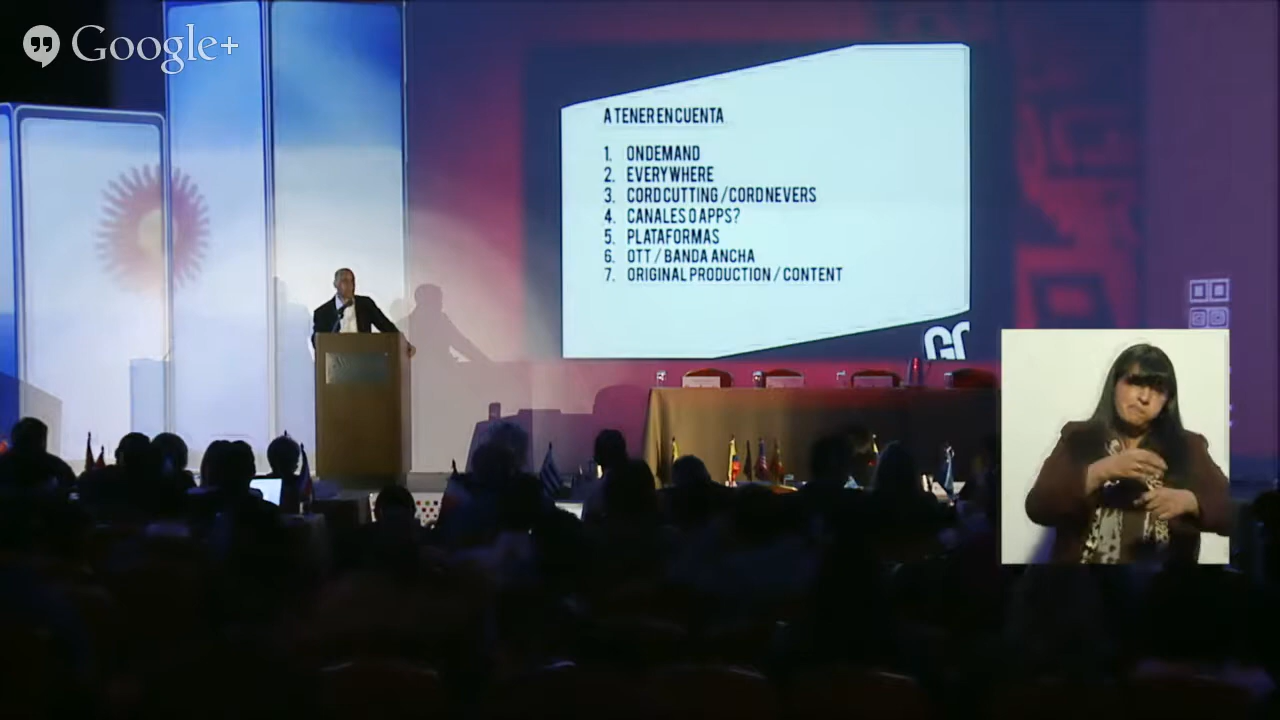 Google+
A TENER EN CUENTA
1. ONDEMAND
2. EVERYWHERE
3. CORDCUTTING / CORDNEVERS
4. CANALES O APPS?
5. PLATAFORMAS
6. OTT / BANDA ANCHA
7. ORIGINAL PRODUCTION / CONTENT